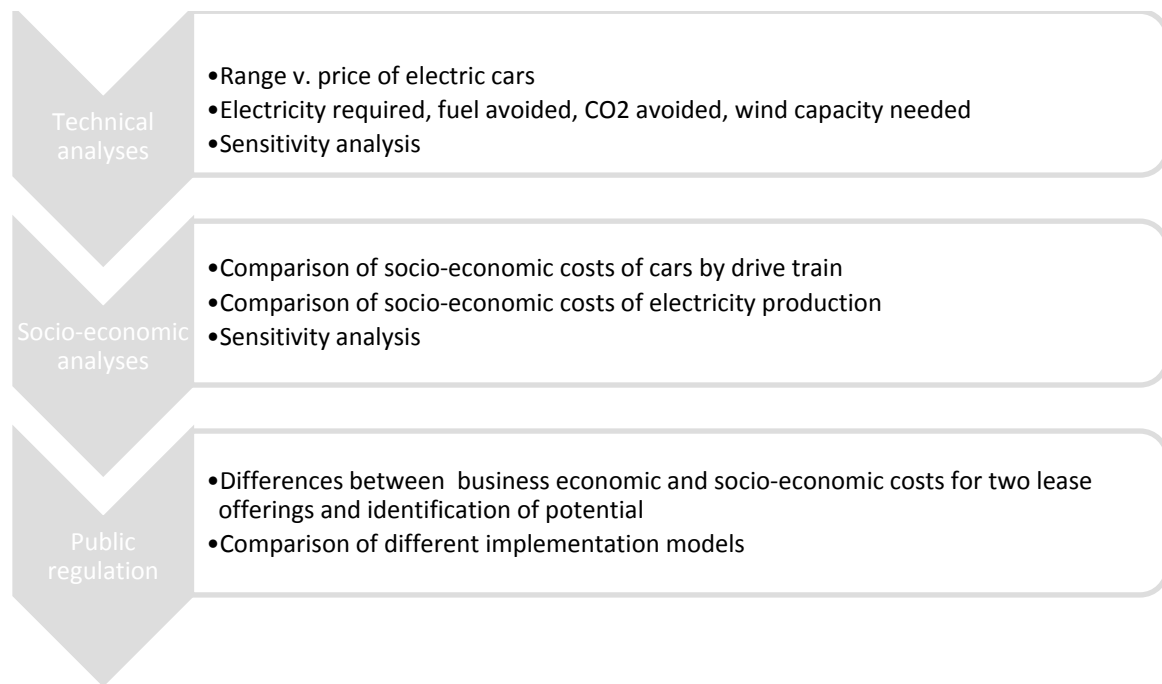 Technical
analyses
•Range v. price of electric cars
•Electricity required, fuel avoided, CO2 avoided, wind capacity needed
•Sensitivity analysis
Socio-economic
analyses
•Comparison of socio-economic costs of cars by drive train
•Comparison of socio-economic costs of electricity production
•Sensitivity analysis
Public
regulation
•Differences between  business economic and socio-economic costs for two lease
offerings and identification of potential
•Comparison of different implementation models